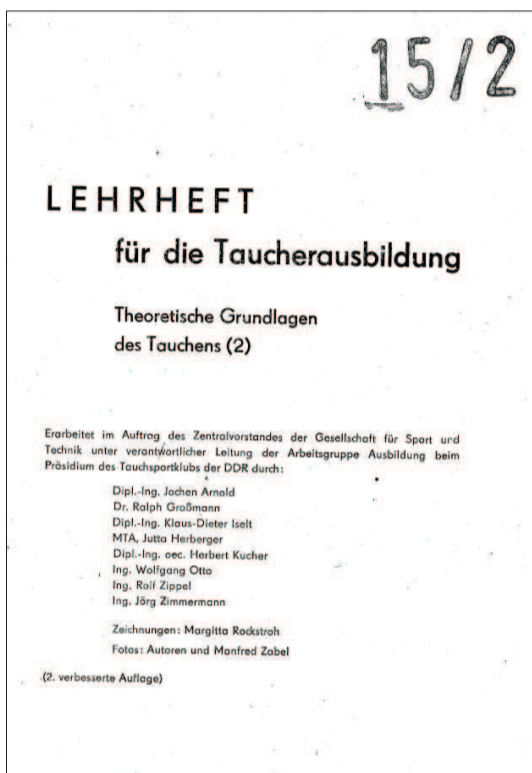 15/2
LEHRHEFT
für die Taucherausbildung
Theoretische Grundlagen
des Tauchens (2)
Erarbeitet im Auftrag des Zentralvorstandes der Gesellschaft für Sport und
Technik unter verantwortlicher Leitung der Arbeitsgruppe Ausbildung beim
Präsidium des Tauchsportklubs der DDR durch:
Dipl.-Ing. Jochen Arnold
Dr. Ralph Großmann
Dipl.-Ing. Klaus-Dieter Iselt
MTA, Jutta Herberger
Dipl.-Ing. oec. Herbert Kucher
Ing. Wolfgang Otto
Ing. Rolf Zippel
Ing. Jörg Zimmermann
Zeichnungen: Margitta Rockstroh
Fotos: Autoren und Manfred Zabel
(2. verbesserte Auflage)